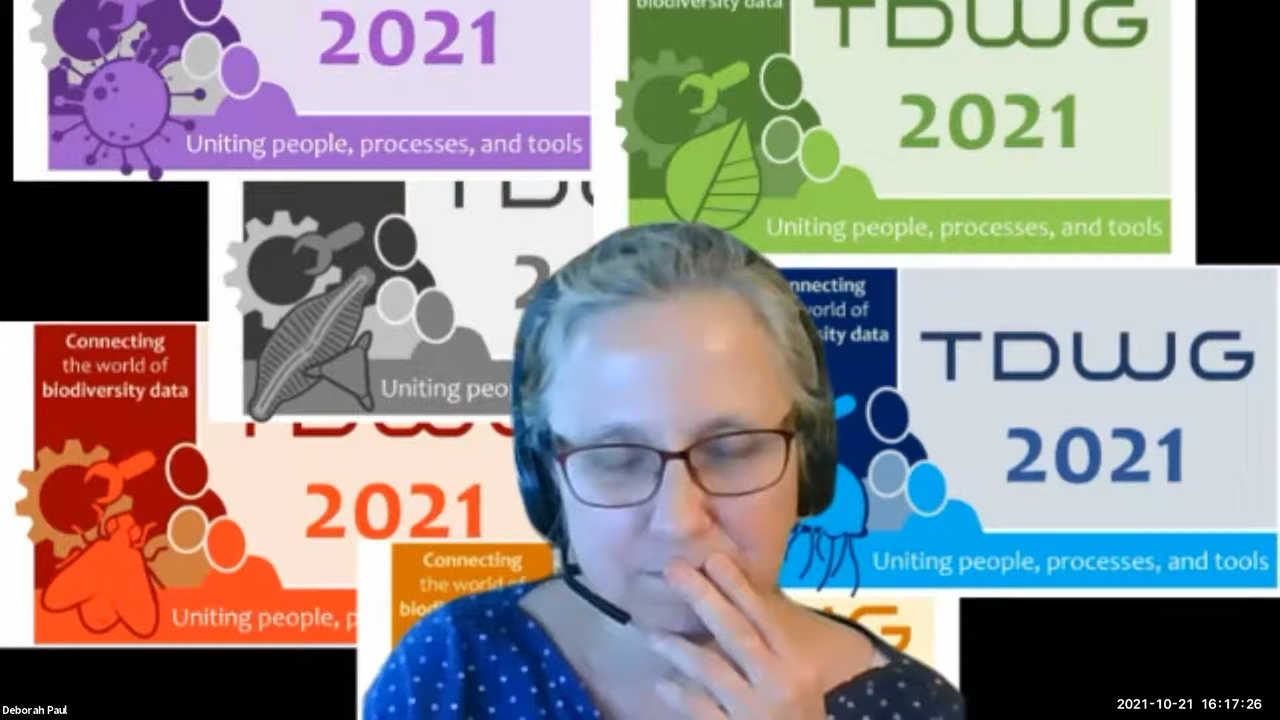 2021
Uniting people, processes, and tools
biodiversity data
TDWG
2021
Uniting people, processes, and tools
Connecting
the world of
biodiversity data
2021
Uniting people, p
TDWG
2021
Uniting people, processes, and tools
Connecting
the world of
Deborah Paul
2021-10-21 16:17:26